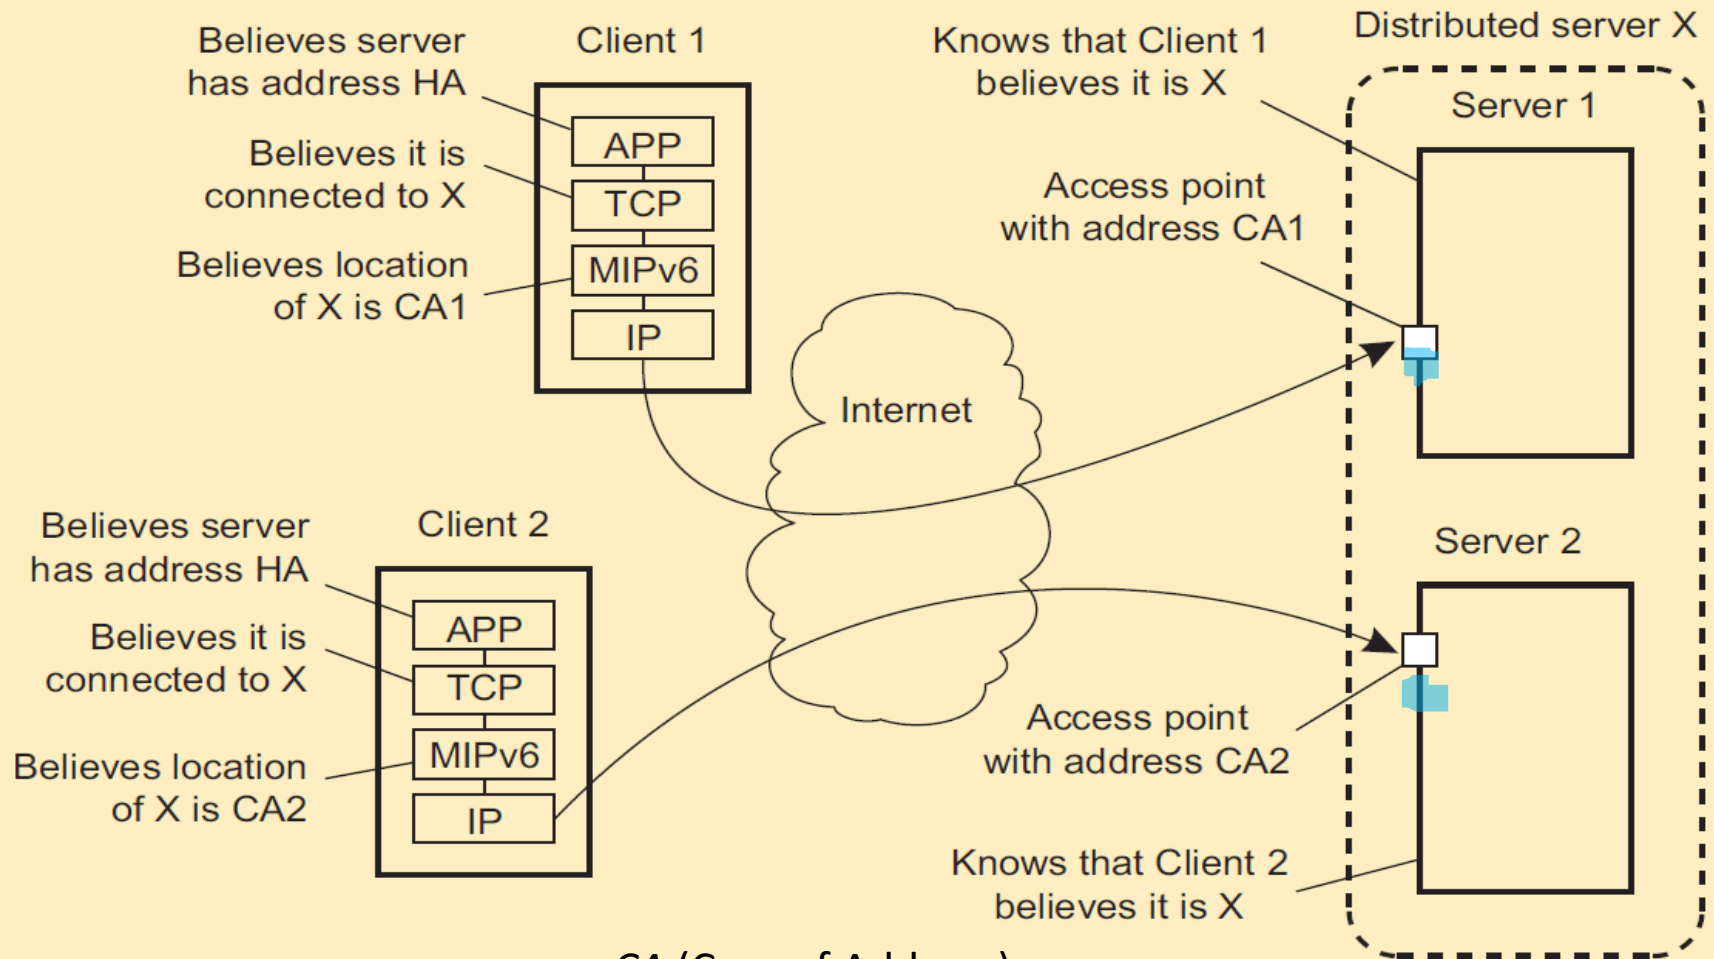 Believes server
has address HA
Client 1
Knows that Client 1
believes it is X
Distributed server X
Server 1
APP
Believes it is
connected to X
TCP
Access point
with address CA1
Believes location
of X is CA1
MIPv6
IP
Internet
Believes server
has address HA
Client 2
Server 2
APP
Believes it is
connected to X
TCP
Access point
with address CA2
Believes location
of X is CA2
MIPv6
IP
Knows that Client 2
believes it is X
CA